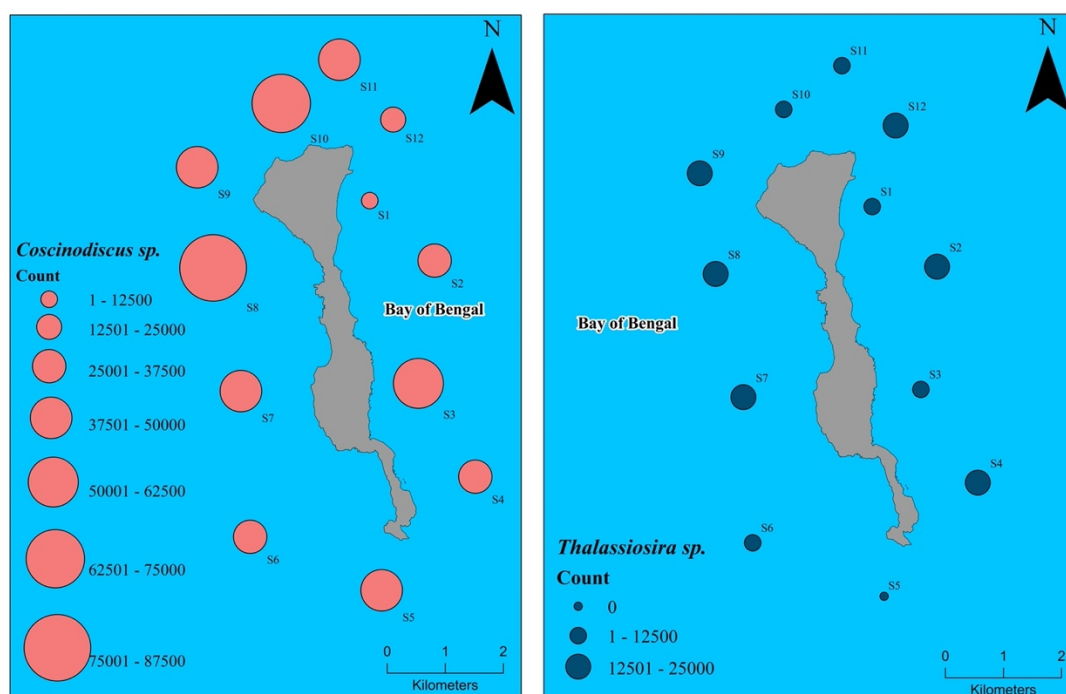 N
S11
S10
S12
S9
S1
S2
S8
Coscinodiscus sp.
Count
1 - 12500
12501 - 25000
25001 - 37500
37501 - 50000
50001 - 62500
62501 - 75000
75001 - 87500
Bay of Bengal
S3
S7
S4
S6
S5
0 1 2
Kilometers
N
S11
S10
S12
S9
S1
S2
S8
Bay of Bengal
S3
S7
S4
S6
S5
Thalassiosira sp.
Count
0
1 - 12500
12501 - 25000
0 1 2
Kilometers